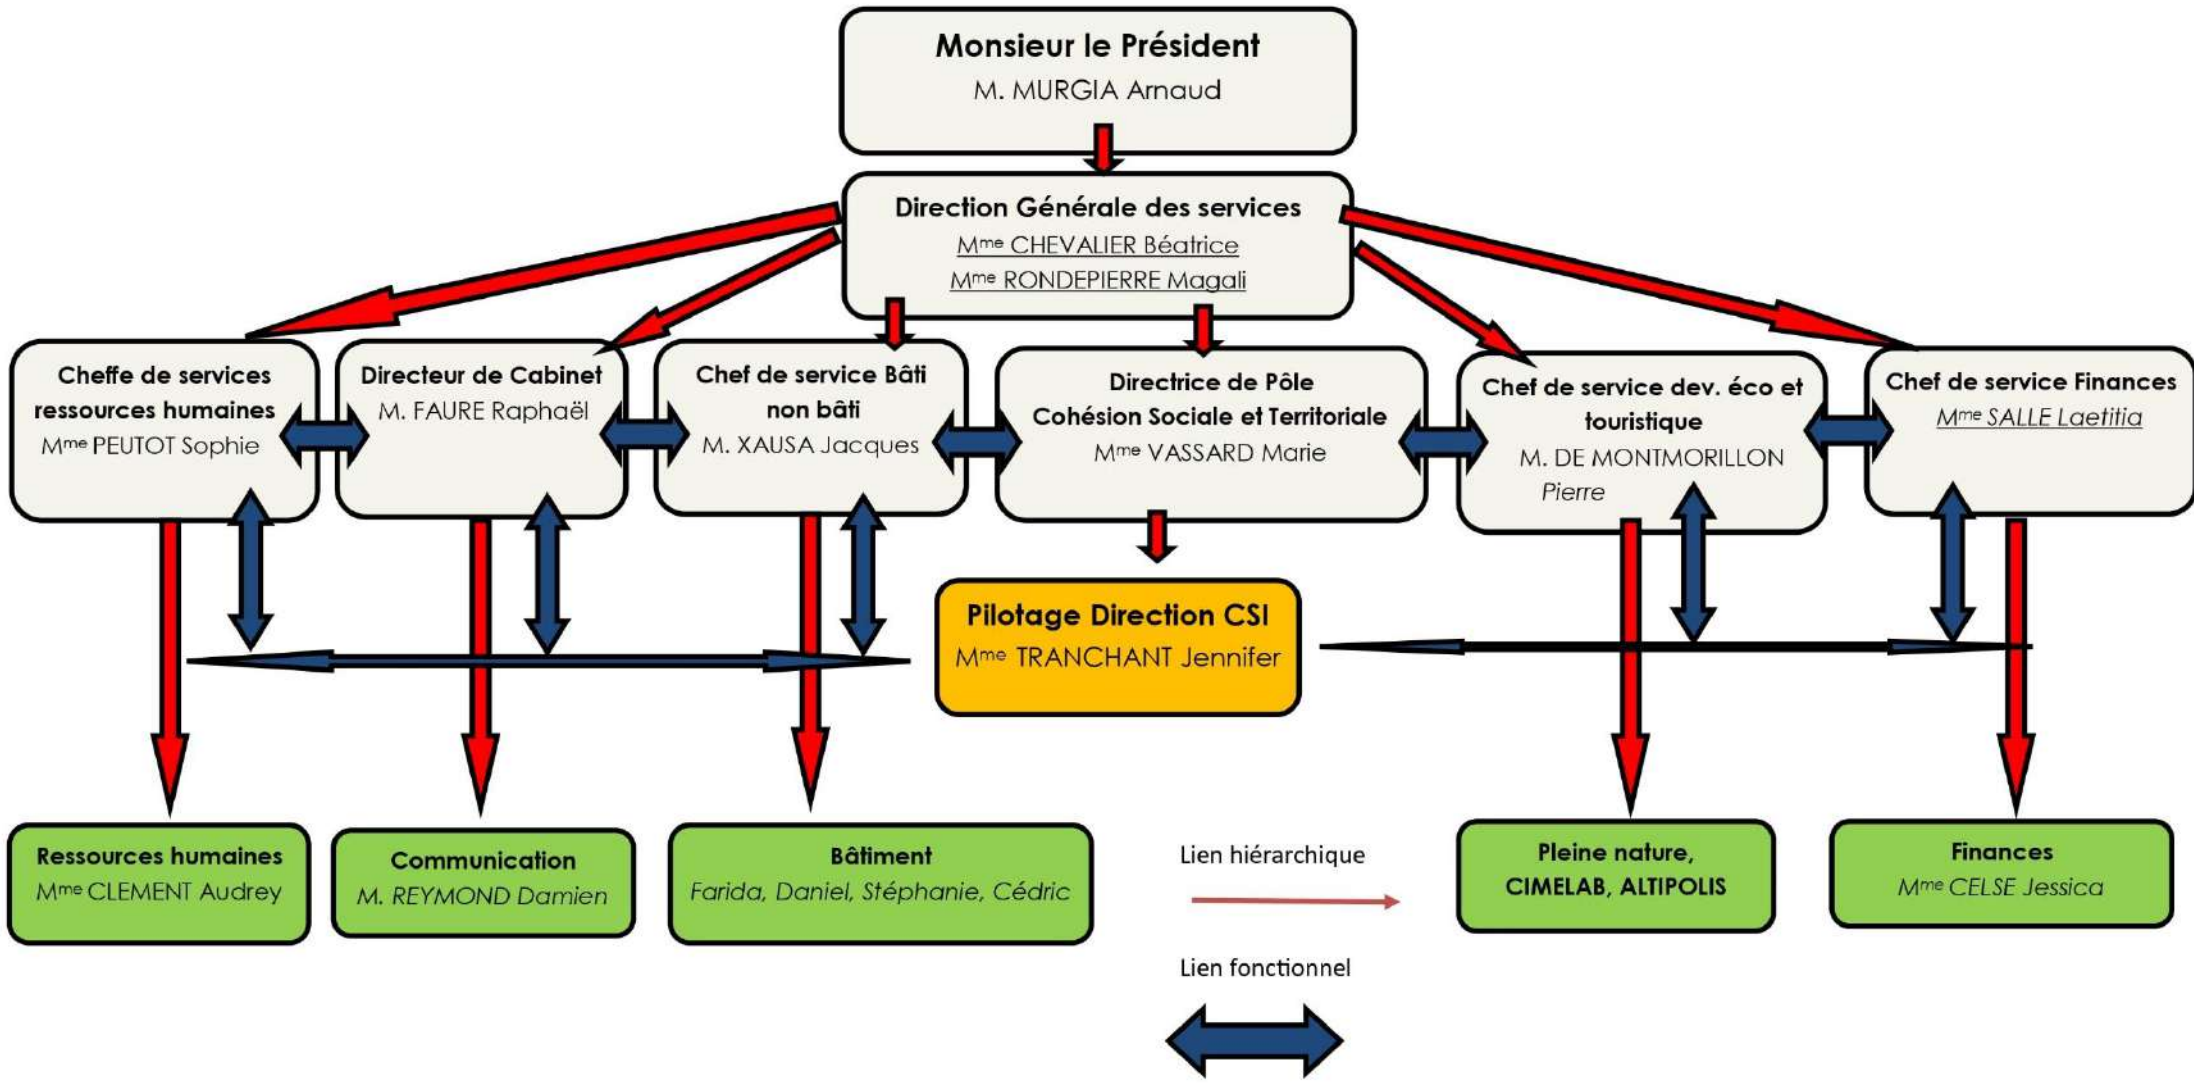 Monsieur le Président
M. MURGIA Arnaud
Direction Générale des services
Mme CHEVALIER Béatrice
Mme RONDEPIERRE Magali
Cheffe de services
ressources humaines
Mme PEUTOT Sophie
Directeur de Cabinet
M. FAURE Raphaël
Chef de service Bâti
non bâti
M. XAUSA Jacques
Directrice de Pôle
Cohésion Sociale et Territoriale
Mme VASSARD Marie
Chef de service dev. éco et
touristique
M. DE MONTMORILLON
Pierre
Chef de service Finances
Mme SALLE Laetitia
Pilotage Direction CSI
Mme TRANCHANT Jennifer
Ressources humaines
Mme CLEMENT Audrey
Communication
M. REYMOND Damien
Bâtiment
Farida, Daniel, Stéphanie, Cédric
Lien hiérarchique
Lien fonctionnel
Pleine nature,
CIMELAB, ALTIPOLIS
Finances
Mme CELSE Jessica